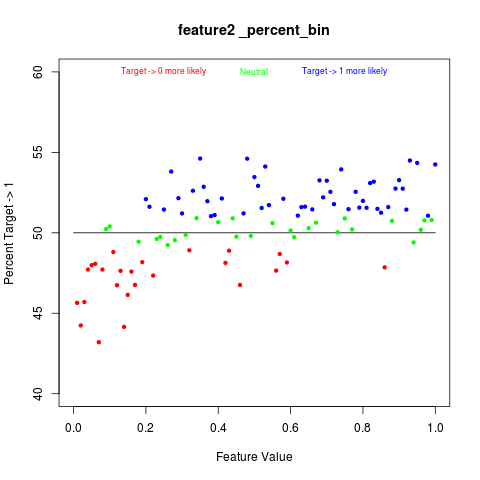 feature2 _percent_bin
Target -> 0 more likely
Neutral
Target -> 1 more likely
Percent Target -> 1
60
55
50
45
40
0.0
0.2
0.4
0.6
0.8
1.0
Feature Value